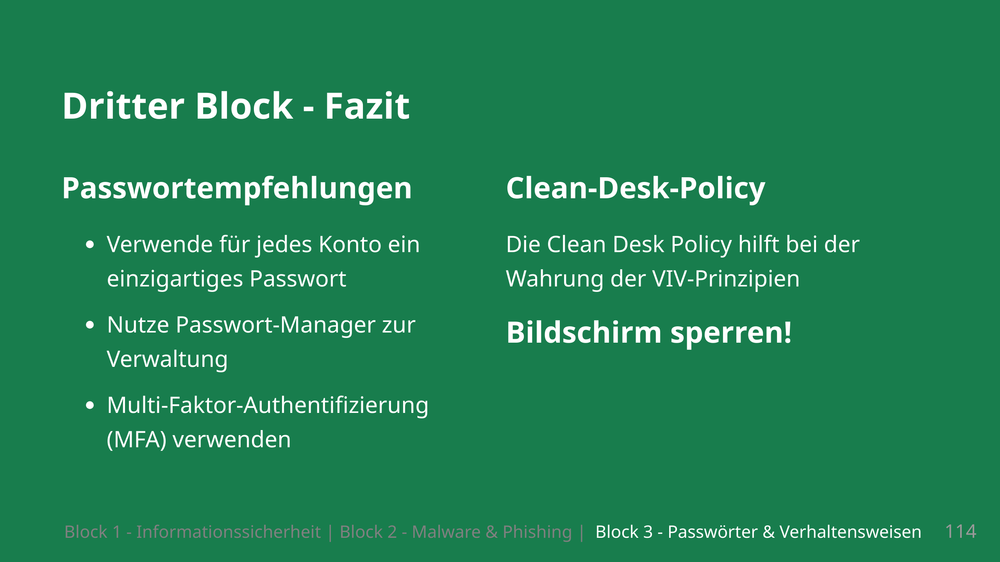 Dritter Block - Fazit
Passwortempfehlungen
• Verwende für jedes Konto ein
einzigartiges Passwort
• Nutze Passwort-Manager zur
Verwaltung
• Multi-Faktor-Authentifizierung
(MFA) verwenden
Clean-Desk-Policy
Die Clean Desk Policy hilft bei der
Wahrung der VIV-Prinzipien
Bildschirm sperren!
Block 1 - Informationssicherheit | Block 2 - Malware & Phishing | Block 3 - Passwörter & Verhaltensweisen 114